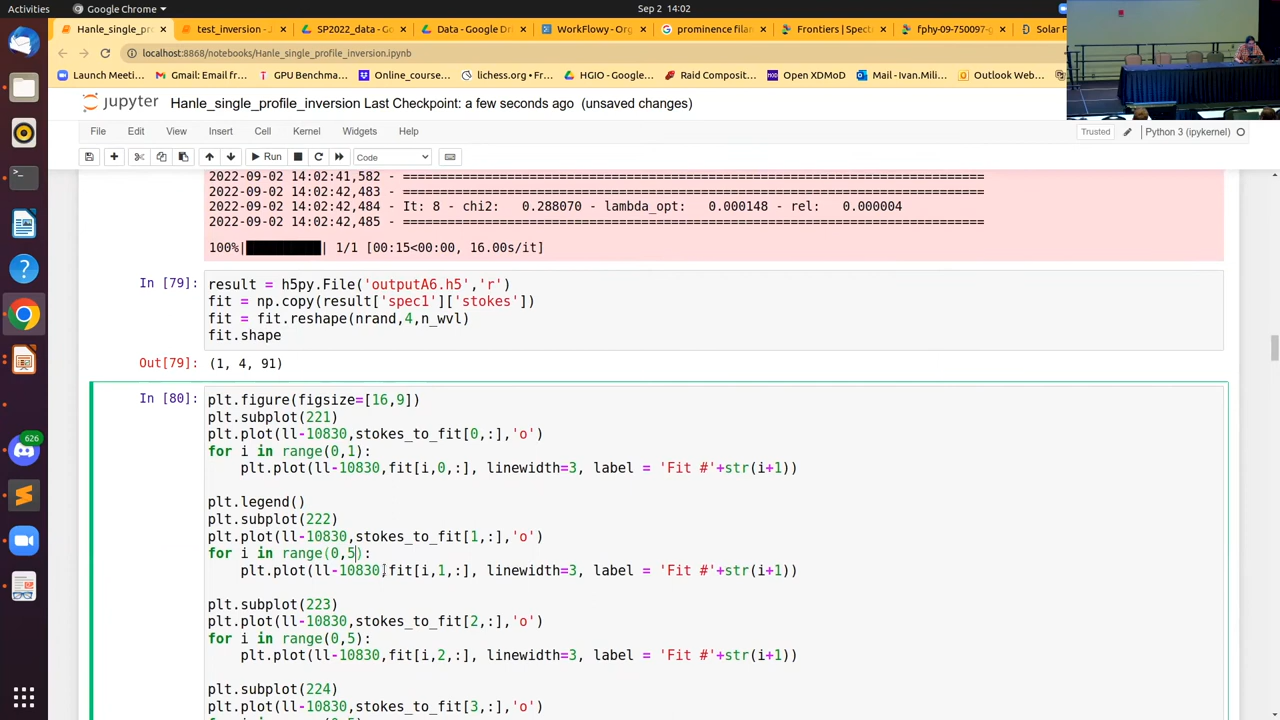 Activities
Google Chrome
Sep 2 14:02
Hanle_single_prof
test_inversion -
SP2022_data - Goog
Data - Google Dr
WorkFlowy - Org
prominence filan
Frontiers | Spect
fphy-09-750097-g
Solar F
localhost:8868/notebooks/Hanle_single_profile_inversion.ipynb
Launch Meeti...
Gmail: Email fr...
GPU Benchma...
Online_course...
lichess.org • Fr...
HGIO - Google...
Raid Composit...
Open XDMoD
Mail - Ivan.Mili...
Outlook Web...
jupyter
Hanle_single_profile_inversion Last Checkpoint: a few seconds ago (unsaved changes)
File
Edit
View
Insert
Cell
Kernel
Widgets
Help
Trusted
Python 3 (ipykernel)
Run
Code
2022-09-02 14:02:41,582 - =======================================================================
2022-09-02 14:02:42,483 - =======================================================================
2022-09-02 14:02:42,484 - It: 8 - chi2: 0.288070 - lambda_opt: 0.000148 - rel: 0.000004
2022-09-02 14:02:42,485 - =======================================================================
100%| | 1/1 [00:15<00:00, 16.00s/it]
In [79]:
result = h5py.File('outputA6.h5','r')
fit = np.copy(result['spec1']['stokes'])
fit = fit.reshape(nrand,4,n_wvl)
fit.shape
Out[79]: (1, 4, 91)
In [80]:
plt.figure(figsize=[16,9])
plt.subplot(221)
plt.plot(ll-10830,stokes_to_fit[0,:],'o')
for i in range(0,1):
    plt.plot(ll-10830,fit[i,0,:], linewidth=3, label = 'Fit #'+str(i+1))
plt.legend()
plt.subplot(222)
plt.plot(ll-10830,stokes_to_fit[1,:],'o')
for i in range(0,5):
    plt.plot(ll-10830,fit[i,1,:], linewidth=3, label = 'Fit #'+str(i+1))
plt.subplot(223)
plt.plot(ll-10830,stokes_to_fit[2,:],'o')
for i in range(0,5):
    plt.plot(ll-10830,fit[i,2,:], linewidth=3, label = 'Fit #'+str(i+1))
plt.subplot(224)
plt.plot(ll-10830,stokes_to_fit[3,:],'o')
for i in range(0,5):
626